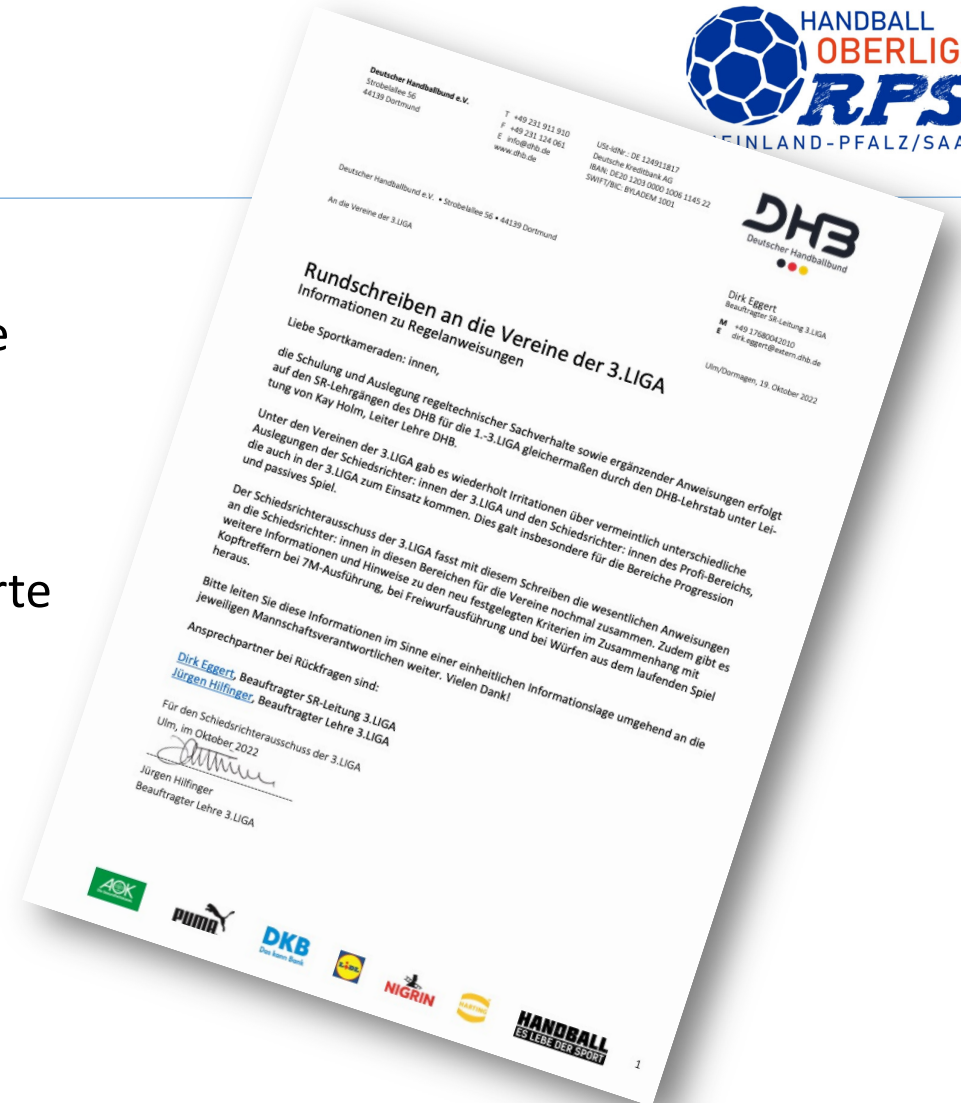 HANDBALL
OBERLIG
RPS
EINLAND-PFALZ/SAA
e
rte
Deutscher Handballbund e.V.
Strobelallee 56
44139 Dortmund
T +49 231 911 910
F +49 231 124 061
E info@dhb.de
www.dhb.de
USt-IdNr.: DE 124911817
Deutsche Kreditbank AG
IBAN: DE20 1203 0000 1006 1145 22
SWIFT/BIC: BYLADEM 1001
DHB
Deutscher Handballbund
Deutscher Handballbund e.V. • Strobelallee 56 • 44139 Dortmund
An die Vereine der 3.LIGA
Dirk Eggert
Beauftragter SR-Leitung 3.LIGA
M +49 17680042010
E dirk.eggert@extern.dhb.de
Ulm/Dormagen, 19. Oktober 2022
Rundschreiben an die Vereine der 3.LIGA
Informationen zu Regelanweisungen
Liebe Sportkameraden: innen,
die Schulung und Auslegung regeltechnischer Sachverhalte sowie ergänzender Anweisungen erfolgt
auf den SR-Lehrgängen des DHB für die 1.-3.LIGA gleichermaßen durch den DHB-Lehrstab unter Lei-
tung von Kay Holm, Leiter Lehre DHB.
Unter den Vereinen der 3.LIGA gab es wiederholt Irritationen über vermeintlich unterschiedliche
Auslegungen der Schiedsrichter: innen der 3.LIGA und den Schiedsrichter: innen des Profi-Bereichs,
die auch in der 3.LIGA zum Einsatz kommen. Dies galt insbesondere für die Bereiche Progression
und passives Spiel.
Der Schiedsrichterausschuss der 3.LIGA fasst mit diesem Schreiben die wesentlichen Anweisungen
an die Schiedsrichter: innen in diesen Bereichen für die Vereine nochmal zusammen. Zudem gibt es
weitere Informationen und Hinweise zu den neu festgelegten Kriterien im Zusammenhang mit
Kopftreffern bei 7M-Ausführung, bei Freiwurfausführung und bei Würfen aus dem laufenden Spiel
heraus.
Bitte leiten Sie diese Informationen im Sinne einer einheitlichen Informationslage umgehend an die
jeweiligen Mannschaftsverantwortlichen weiter. Vielen Dank!
Ansprechpartner bei Rückfragen sind:
Dirk Eggert, Beauftragter SR-Leitung 3.LIGA
Jürgen Hilfinger, Beauftragter Lehre 3.LIGA
Für den Schiedsrichterausschuss der 3.LIGA
Ulm, im Oktober 2022
Jürgen Hilfinger
Beauftragter Lehre 3.LIGA
AOK
PUMA
DKB
Das kann Bank
LIDL
NIGRIN
HARTING
HANDBALL
ES LEBE DER SPORT
1